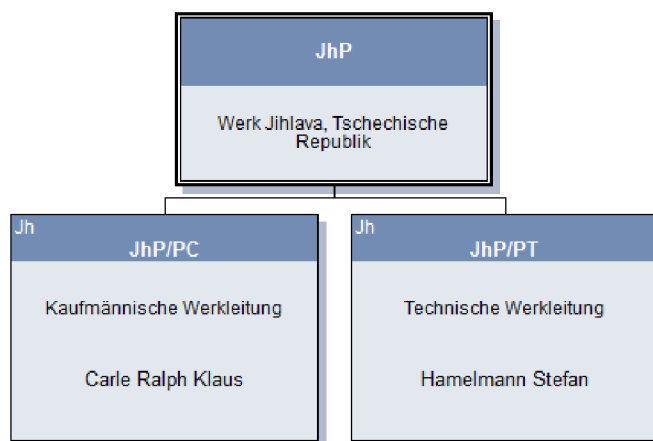 JhP
Werk Jihlava, Tschechische
Republik
Jh
JhP/PC
Kaufmännische Werkleitung
Carle Ralph Klaus
Jh
JhP/PT
Technische Werkleitung
Hamelmann Stefan